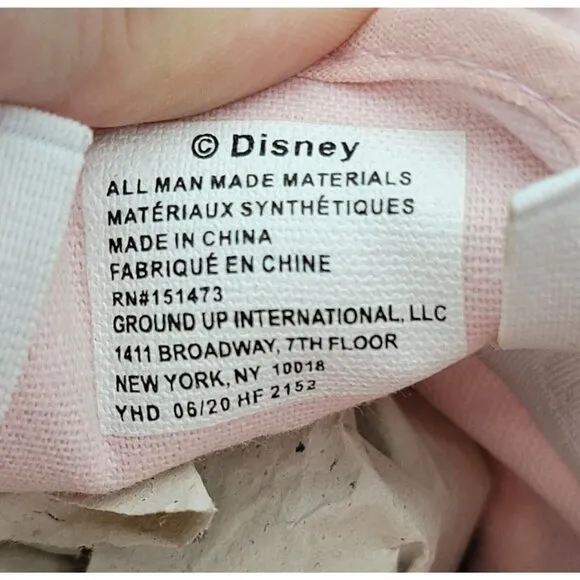 © Disney
ALL MAN MADE MATERIALS
MATÉRIAUX SYNTHÉTIQUES
MADE IN CHINA
FABRIQUÉ EN CHINE
RN#151473
GROUND UP INTERNATIONAL, LLC
1411 BROADWAY, 7TH FLOOR
NEW YORK, NY 10018
YHD 06/20 HF 2152